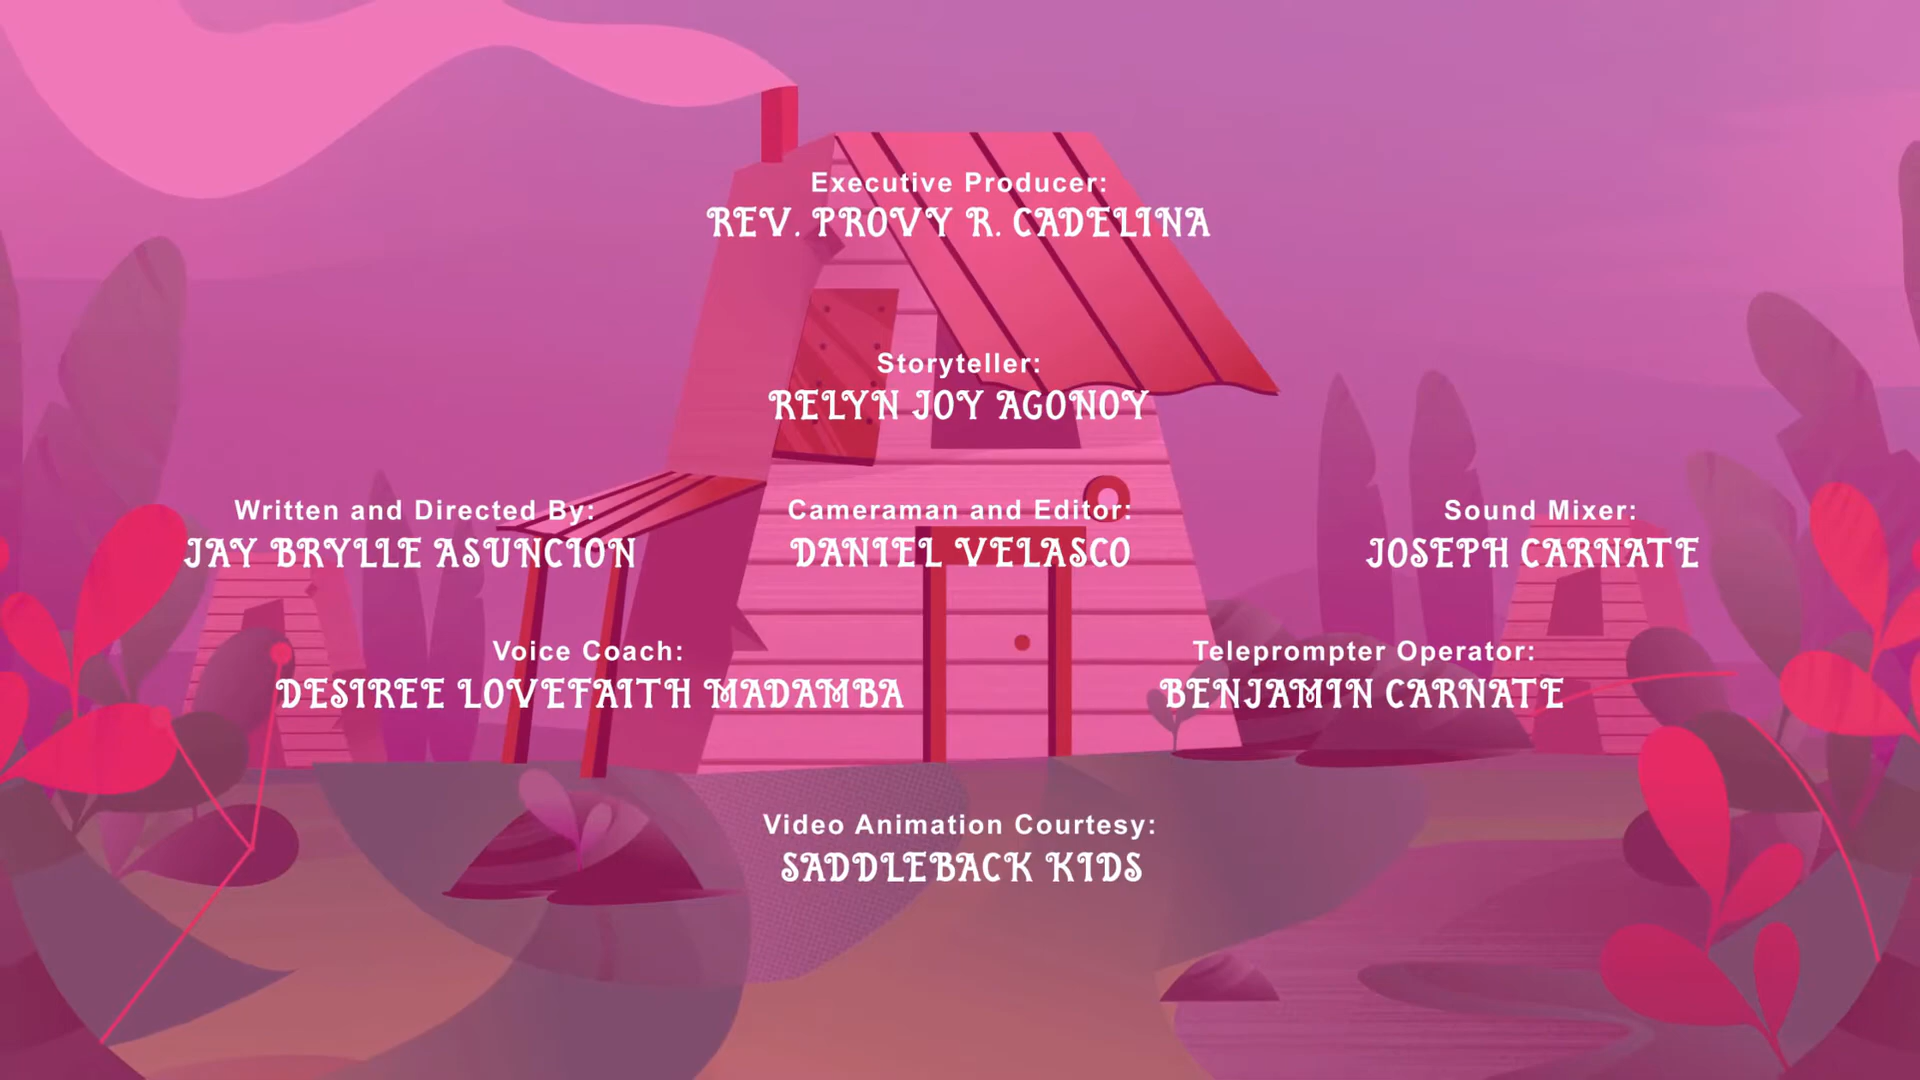 Executive Producer:
REV. PROVY R. CADELINA
Storyteller:
RELYN JOY AGONOY
Written and Directed By:
JAY BRYLLE ASUNCION
Cameraman and Editor:
DANIEL VELASCO
Sound Mixer:
JOSEPH CARNATE
Voice Coach:
DESIREE LOVEFAITH MADAMBA
Teleprompter Operator:
BENJAMIN CARNATE
Video Animation Courtesy:
SADDLEBACK KIDS